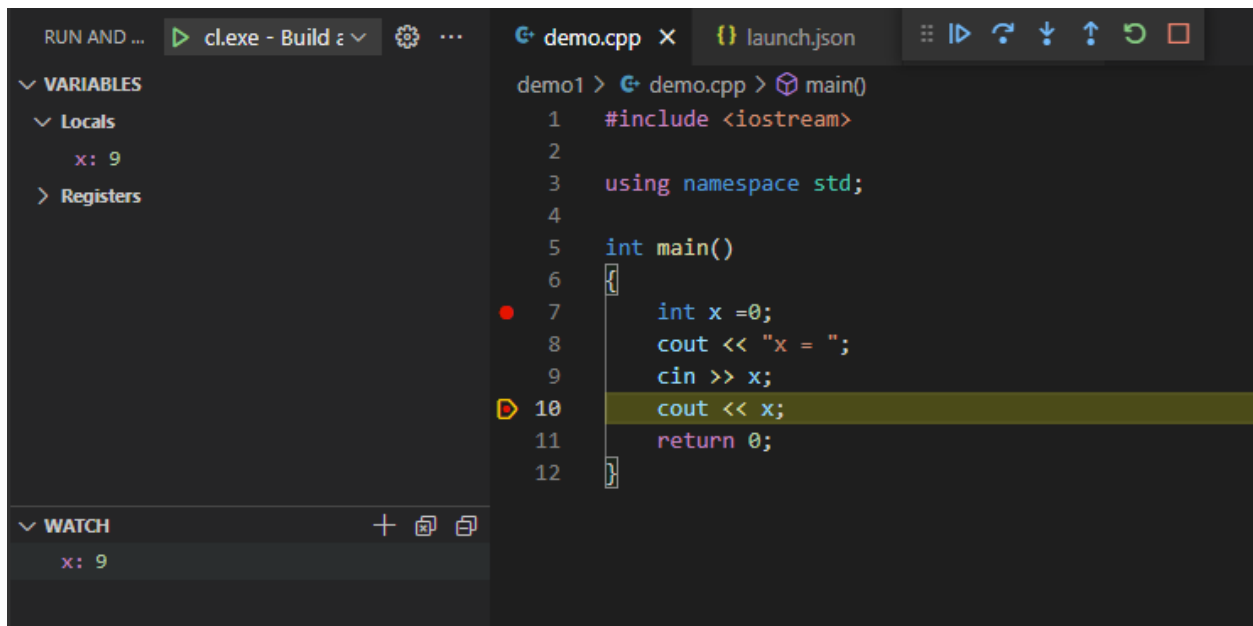 RUN AND ... cl.exe - Build a
VARIABLES
Locals
x: 9
Registers
WATCH
x: 9
demo.cpp launch.json
demo1 > demo.cpp > main()
1 #include <iostream>
2
3 using namespace std;
4
5 int main()
6 {
7 int x =0;
8 cout << "x = ";
9 cin >> x;
10 cout << x;
11 return 0;
12 }